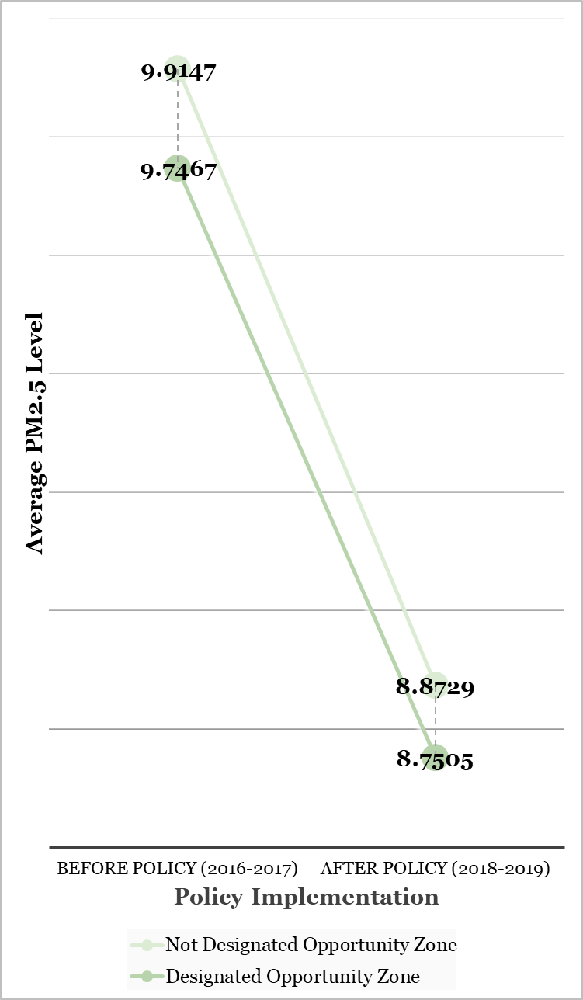 9.9147
9.7467
Average PM2.5 Level
8.8729
8.7505
BEFORE POLICY (2016-2017) AFTER POLICY (2018-2019)
Policy Implementation
Not Designated Opportunity Zone
Designated Opportunity Zone